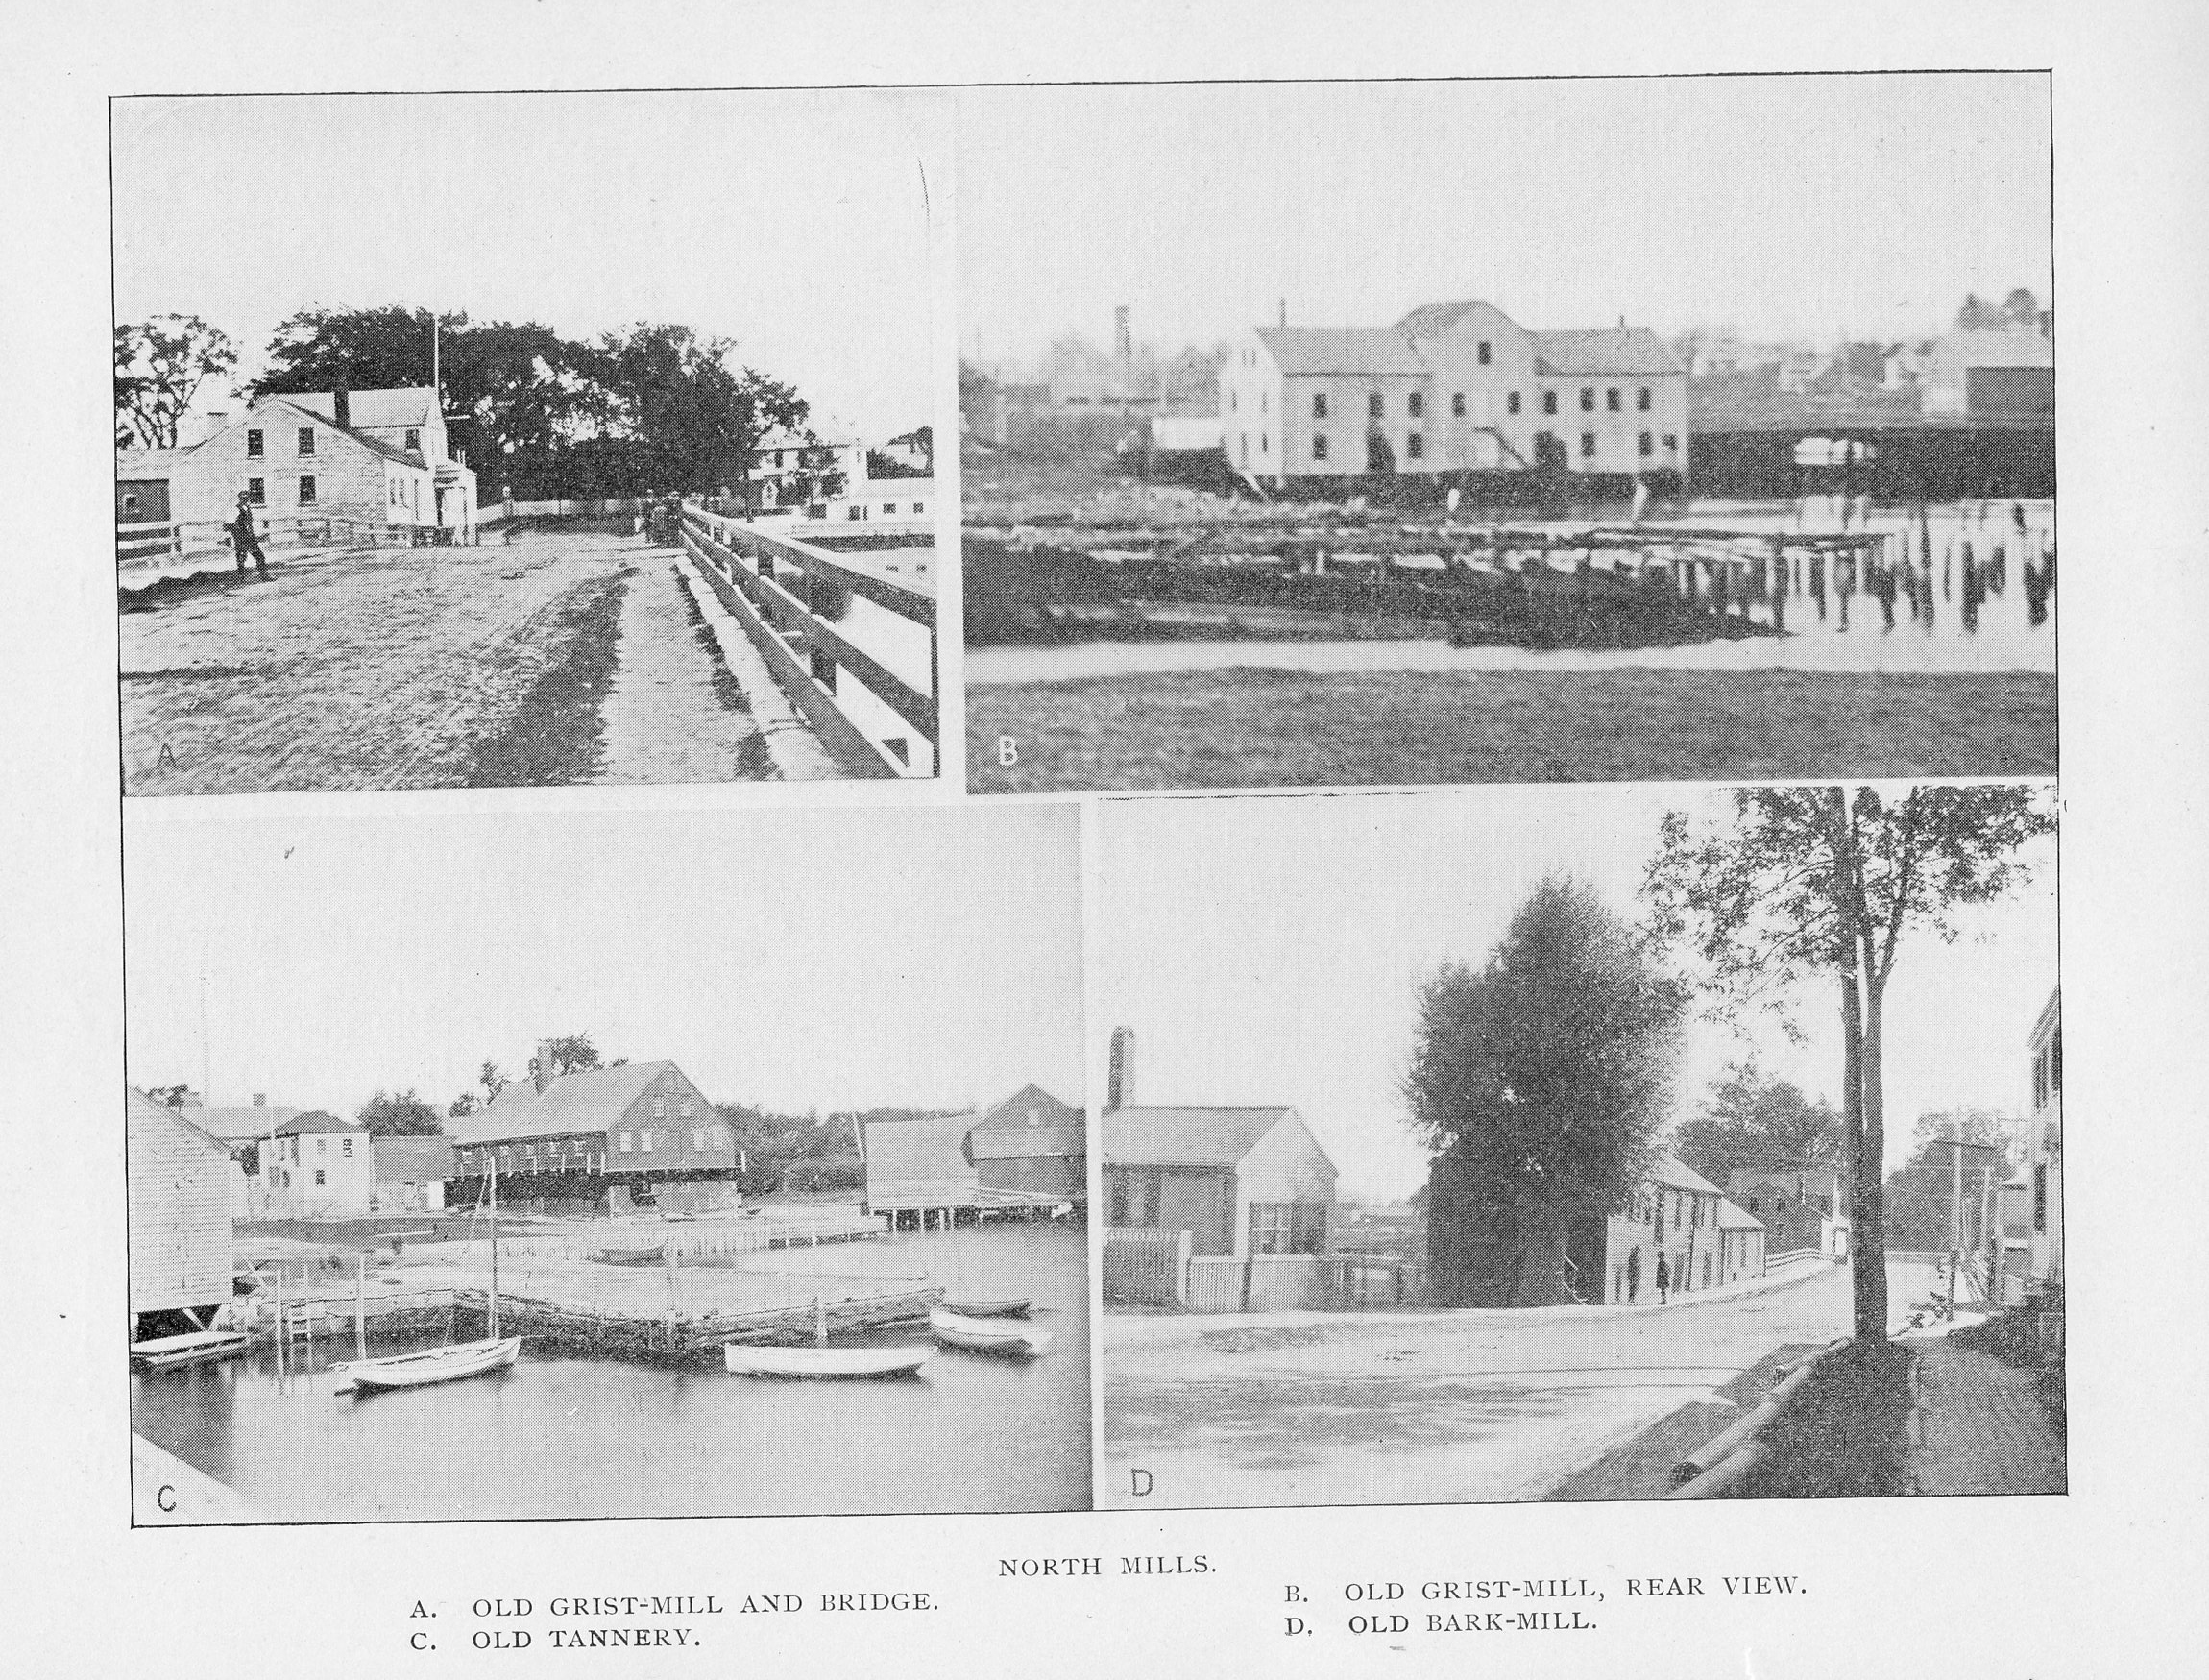 A
B
C
D
NORTH MILLS.
A. OLD GRIST-MILL AND BRIDGE.
B. OLD GRIST-MILL, REAR VIEW.
C. OLD TANNERY.
D. OLD BARK-MILL.